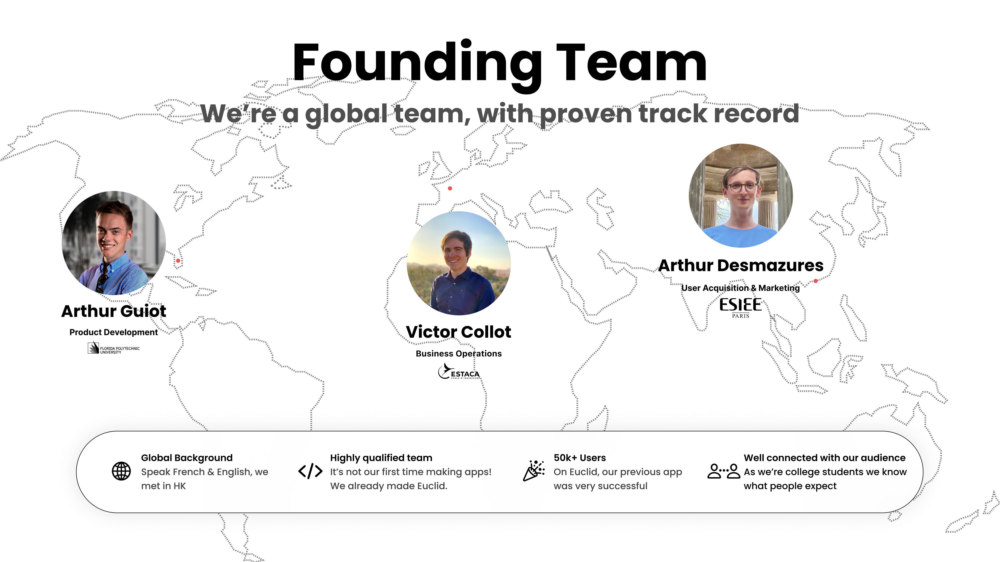 Founding Team
We’re a global team, with proven track record
Arthur Guiot
Product Development
FLORIDA POLYTECHNIC
UNIVERSITY
Victor Collot
Business Operations
ESTACA
ECOLE D'INGENIEURS
Arthur Desmazures
User Acquisition & Marketing
ESIEE
PARIS
Global Background
Speak French & English, we
met in HK
Highly qualified team
It’s not our first time making apps!
We already made Euclid.
50k+ Users
On Euclid, our previous app
was very successful
Well connected with our audience
As we’re college students we know
what people expect